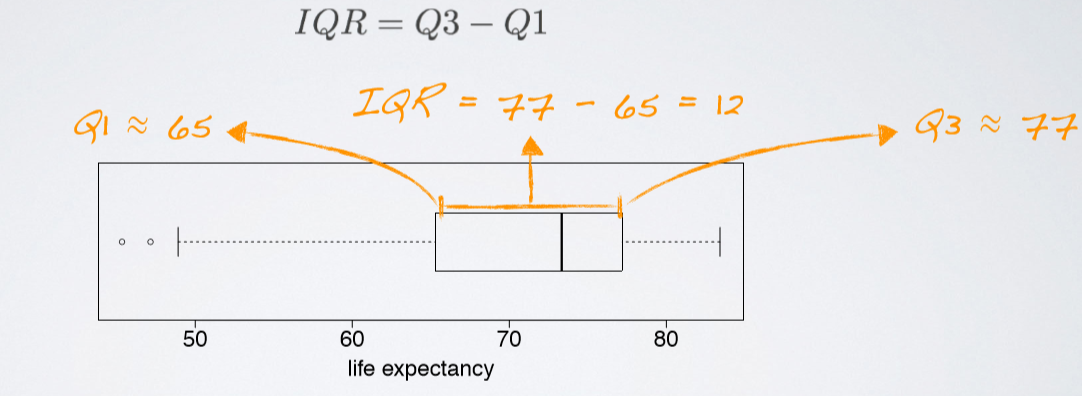 IQR = Q3 − Q1
IQR = 77 - 65 = 12
Q1 ≈ 65
Q3 ≈ 77
50 60 70 80
life expectancy